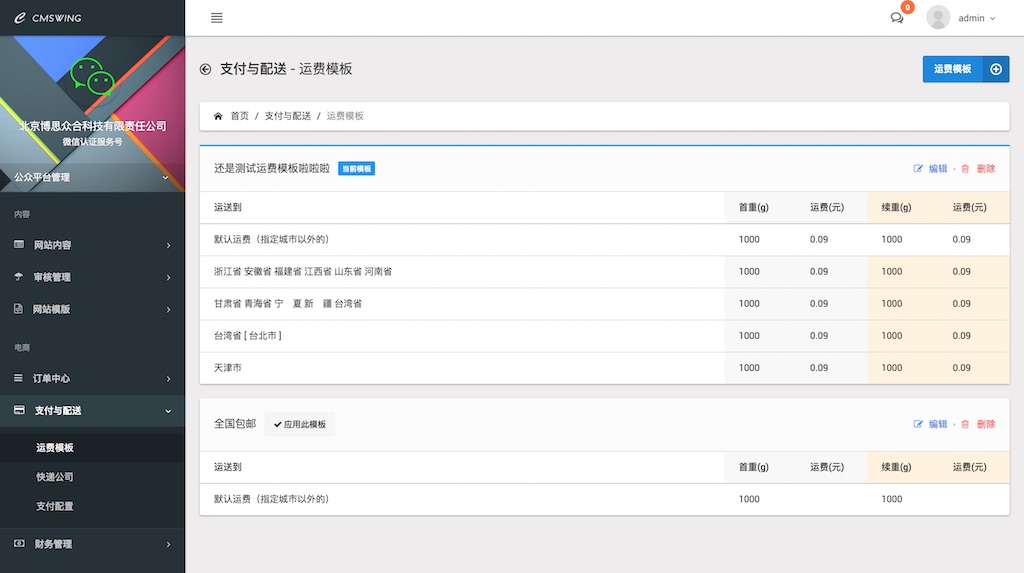 CMSWING
0
admin
北京博思众合科技有限责任公司
微信认证服务号
公众平台管理
内容
网站内容
审核管理
网站模版
电商
订单中心
支付与配送
运费模板
快递公司
支付配置
财务管理
支付与配送 - 运费模板
运费模板
首页 / 支付与配送 / 运费模板
还是测试运费模板啦啦啦 当前模板 编辑 - 删除
运送到 首重(g) 运费(元) 续重(g) 运费(元)
默认运费（指定城市以外的） 1000 0.09 1000 0.09
浙江省 安徽省 福建省 江西省 山东省 河南省 1000 0.09 1000 0.09
甘肃省 青海省 宁　夏 新　疆 台湾省 1000 0.09 1000 0.09
台湾省 [ 台北市 ] 1000 0.09 1000 0.09
天津市 1000 0.09 1000 0.09
全国包邮 应用此模板 编辑 - 删除
运送到 首重(g) 运费(元) 续重(g) 运费(元)
默认运费（指定城市以外的） 1000 1000